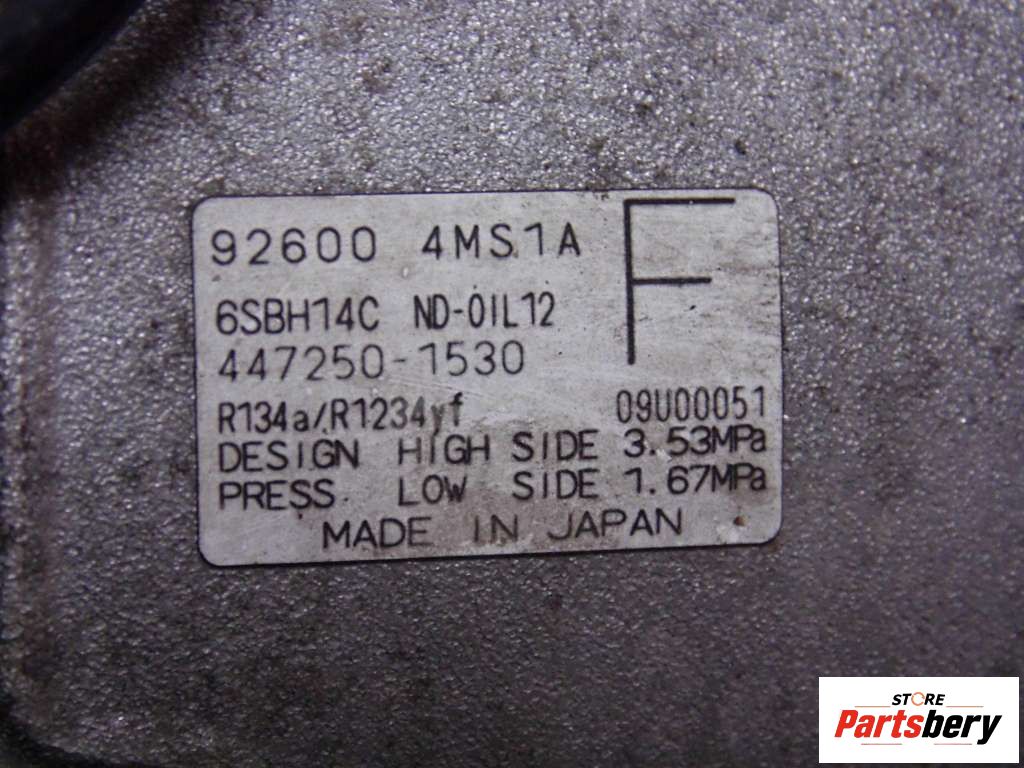 92600 4MS1A F
6SBH14C ND-OIL12
447250-1530
R134a/R1234yf 09U00051
DESIGN HIGH SIDE 3.53MPa
PRESS. LOW SIDE 1.67MPa
MADE IN JAPAN
STORE
Partsbery